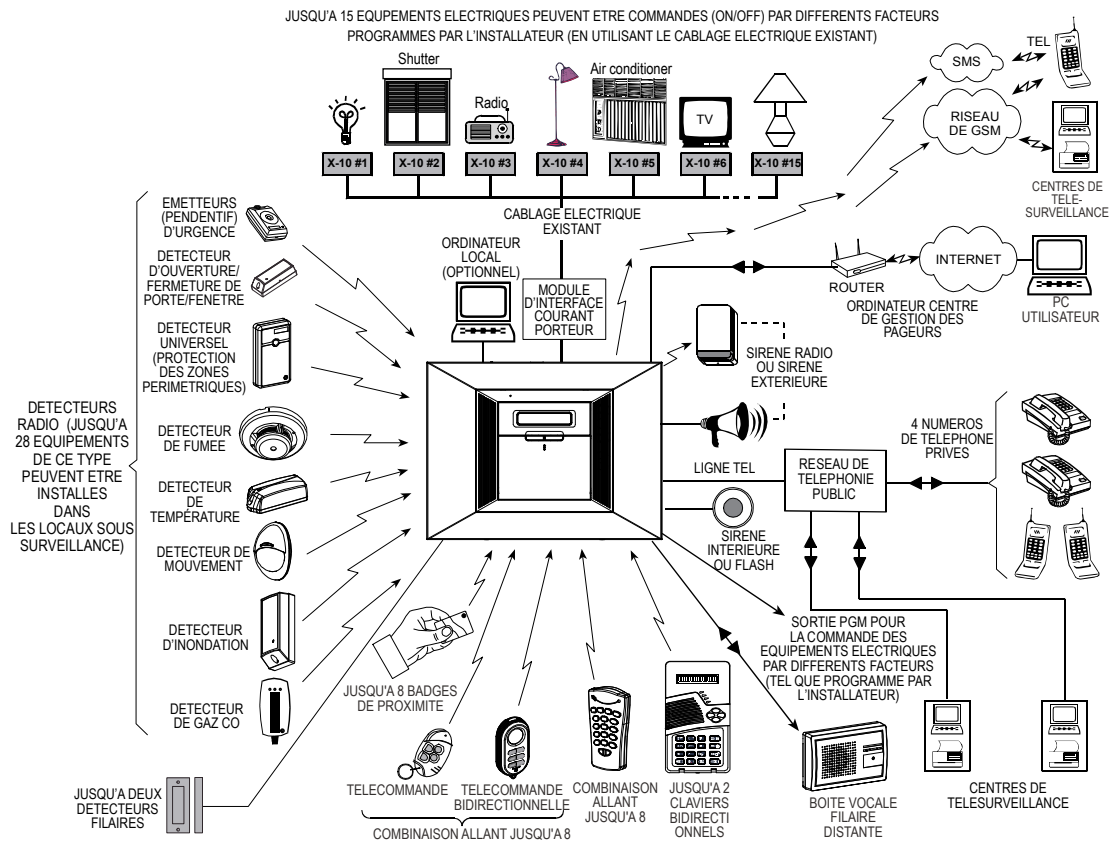 JUSQU'A 15 EQUPEMENTS ELECTRIQUES PEUVENT ETRE COMMANDES (ON/OFF) PAR DIFFERENTS FACTEURS
PROGRAMMES PAR L'INSTALLATEUR (EN UTILISANT LE CABLAGE ELECTRIQUE EXISTANT)
Shutter
Radio
Air conditioner
TV
X-10 #1
X-10 #2
X-10 #3
X-10 #4
X-10 #5
X-10 #6
X-10 #15
CABLAGE ELECTRIQUE
EXISTANT
TEL
SMS
RISEAU
DE GSM
CENTRES DE
TELE-
SURVEILLANCE
ORDINATEUR
LOCAL
(OPTIONNEL)
MODULE
D'INTERFACE
COURANT
PORTEUR
ROUTER
INTERNET
ORDINATEUR CENTRE
DE GESTION DES
PAGEURS
PC
UTILISATEUR
EMETTEURS
(PENDENTIF)
D'URGENCE
DETECTEUR
D'OUVERTURE/
FERMETURE DE
PORTE/FENETRE
DETECTEUR
UNIVERSEL
(PROTECTION
DES ZONES
PERIMETRIQUES)
DETECTEUR
DE FUMEE
DETECTEUR
DE
TEMPÉRATURE
DETECTEUR DE
MOUVEMENT
DETECTEUR
D'INONDATION
DETECTEUR
DE GAZ CO
DETECTEURS
RADIO (JUSQU'A
28 EQUIPEMENTS
DE CE TYPE
PEUVENT ETRE
INSTALLES
DANS
LES LOCAUX SOUS
SURVEILLANCE)
JUSQU'A DEUX
DETECTEURS
FILAIRES
SIRENE RADIO
OU SIRENE
EXTERIEURE
LIGNE TEL
RESEAU DE
TELEPHONIE
PUBLIC
4 NUMEROS
DE TELEPHONE
PRIVES
SIRENE
INTERIEURE
OU FLASH
SORTIE PGM POUR
LA COMMANDE DES
EQUIPEMENTS ELECTRIQUES
PAR DIFFERENTS FACTEURS
(TEL QUE PROGRAMME PAR
L'INSTALLATEUR)
JUSQU'A 8 BADGES
DE PROXIMITE
TELECOMMANDE
TELECOMMANDE
BIDIRECTIONNELLE
COMBINAISON ALLANT JUSQU'A 8
COMBINAISON
ALLANT
JUSQU'A 8
JUSQU'A 2
CLAVIERS
BIDIRECTI
ONNELS
BOITE VOCALE
FILAIRE
DISTANTE
CENTRES DE
TELESURVEILLANCE